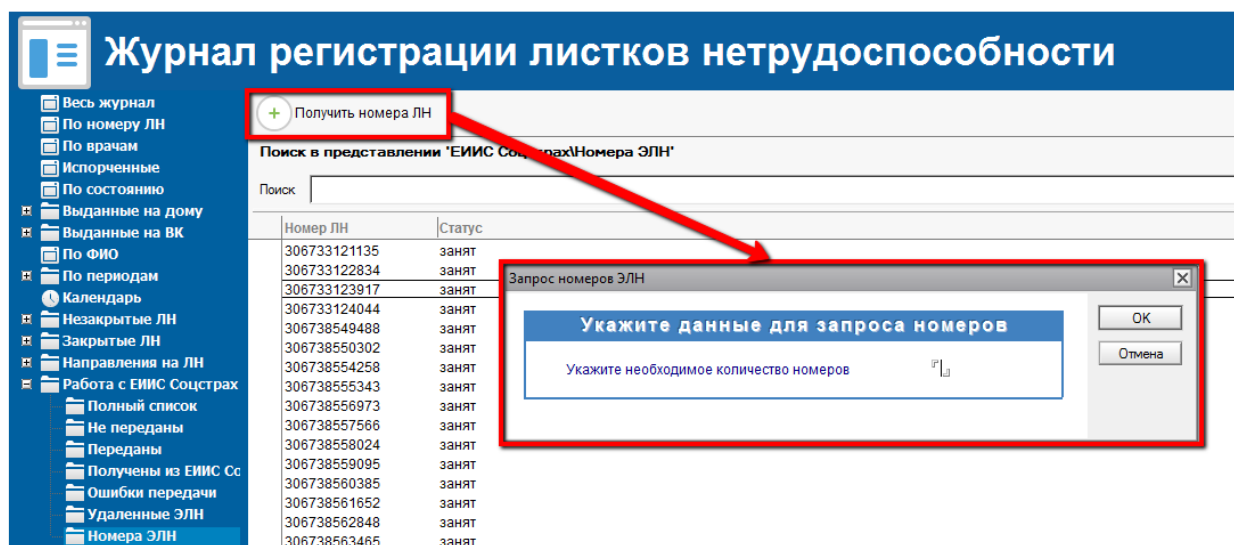 Журнал регистрации листков нетрудоспособности
Весь журнал
По номеру ЛН
По врачам
Испорченные
По состоянию
Выданные на дому
Выданные на ВК
По ФИО
По периодам
Календарь
Незакрытые ЛН
Закрытые ЛН
Направления на ЛН
Работа с ЕИИС Соцстрах
Полный список
Не переданы
Переданы
Получены из ЕИИС Сс
Ошибки передачи
Удаленные ЭЛН
Номера ЭЛН
Получить номера ЛН
Поиск в представлении 'ЕИИС Соцстрах\Номера ЭЛН'
Поиск
Номер ЛН Статус
306733121135 занят
306733122834 занят
306733123917 занят
306733124044 занят
306738549488 занят
306738550302 занят
306738554258 занят
306738555343 занят
306738556973 занят
306738557566 занят
306738558024 занят
306738559095 занят
306738560385 занят
306738561652 занят
306738562848 занят
306738563465 занят
Запрос номеров ЭЛН
Укажите данные для запроса номеров
Укажите необходимое количество номеров
OK
Отмена